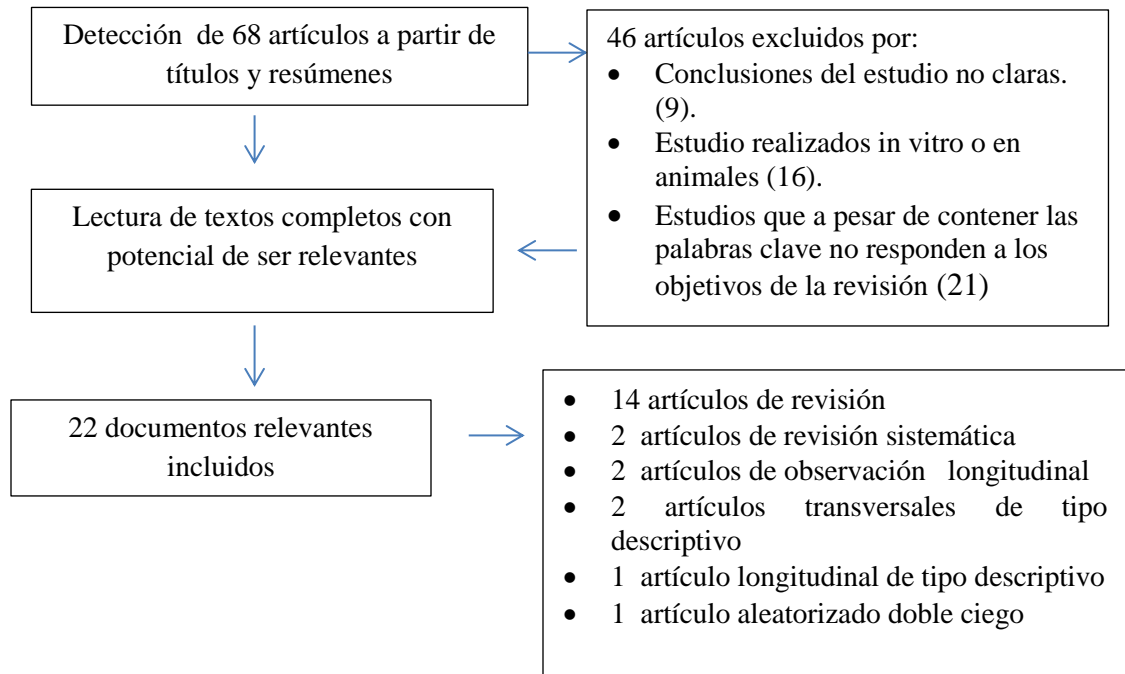 Detección de 68 artículos a partir de
títulos y resúmenes
46 artículos excluidos por:
• Conclusiones del estudio no claras.
(9).
• Estudio realizados in vitro o en
animales (16).
• Estudios que a pesar de contener las
palabras clave no responden a los
objetivos de la revisión (21)
Lectura de textos completos con
potencial de ser relevantes
22 documentos relevantes
incluidos
• 14 artículos de revisión
• 2 artículos de revisión sistemática
• 2 artículos de observación longitudinal
• 2 artículos transversales de tipo
descriptivo
• 1 artículo longitudinal de tipo descriptivo
• 1 artículo aleatorizado doble ciego